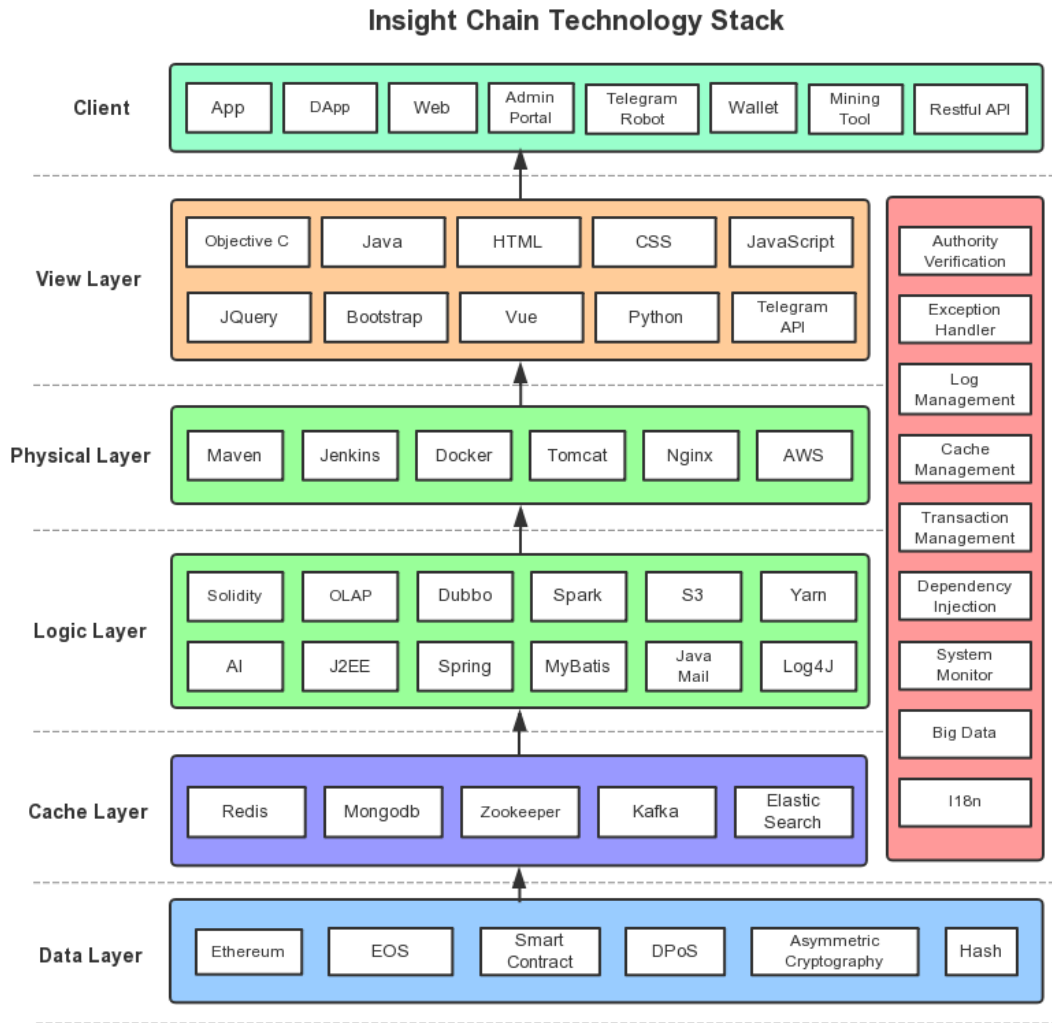 Insight Chain Technology Stack
Client
App
DApp
Web
Admin
Portal
Telegram
Robot
Wallet
Mining
Tool
Restful API
View Layer
Objective C
Java
HTML
CSS
JavaScript
JQuery
Bootstrap
Vue
Python
Telegram
API
Physical Layer
Maven
Jenkins
Docker
Tomcat
Nginx
AWS
Logic Layer
Solidity
OLAP
Dubbo
Spark
S3
Yarn
AI
J2EE
Spring
MyBatis
Java
Mail
Log4J
Cache Layer
Redis
Mongodb
Zookeeper
Kafka
Elastic
Search
Authority
Verification
Exception
Handler
Log
Management
Cache
Management
Transaction
Management
Dependency
Injection
System
Monitor
Big Data
I18n
Data Layer
Ethereum
EOS
Smart
Contract
DPoS
Asymmetric
Cryptography
Hash